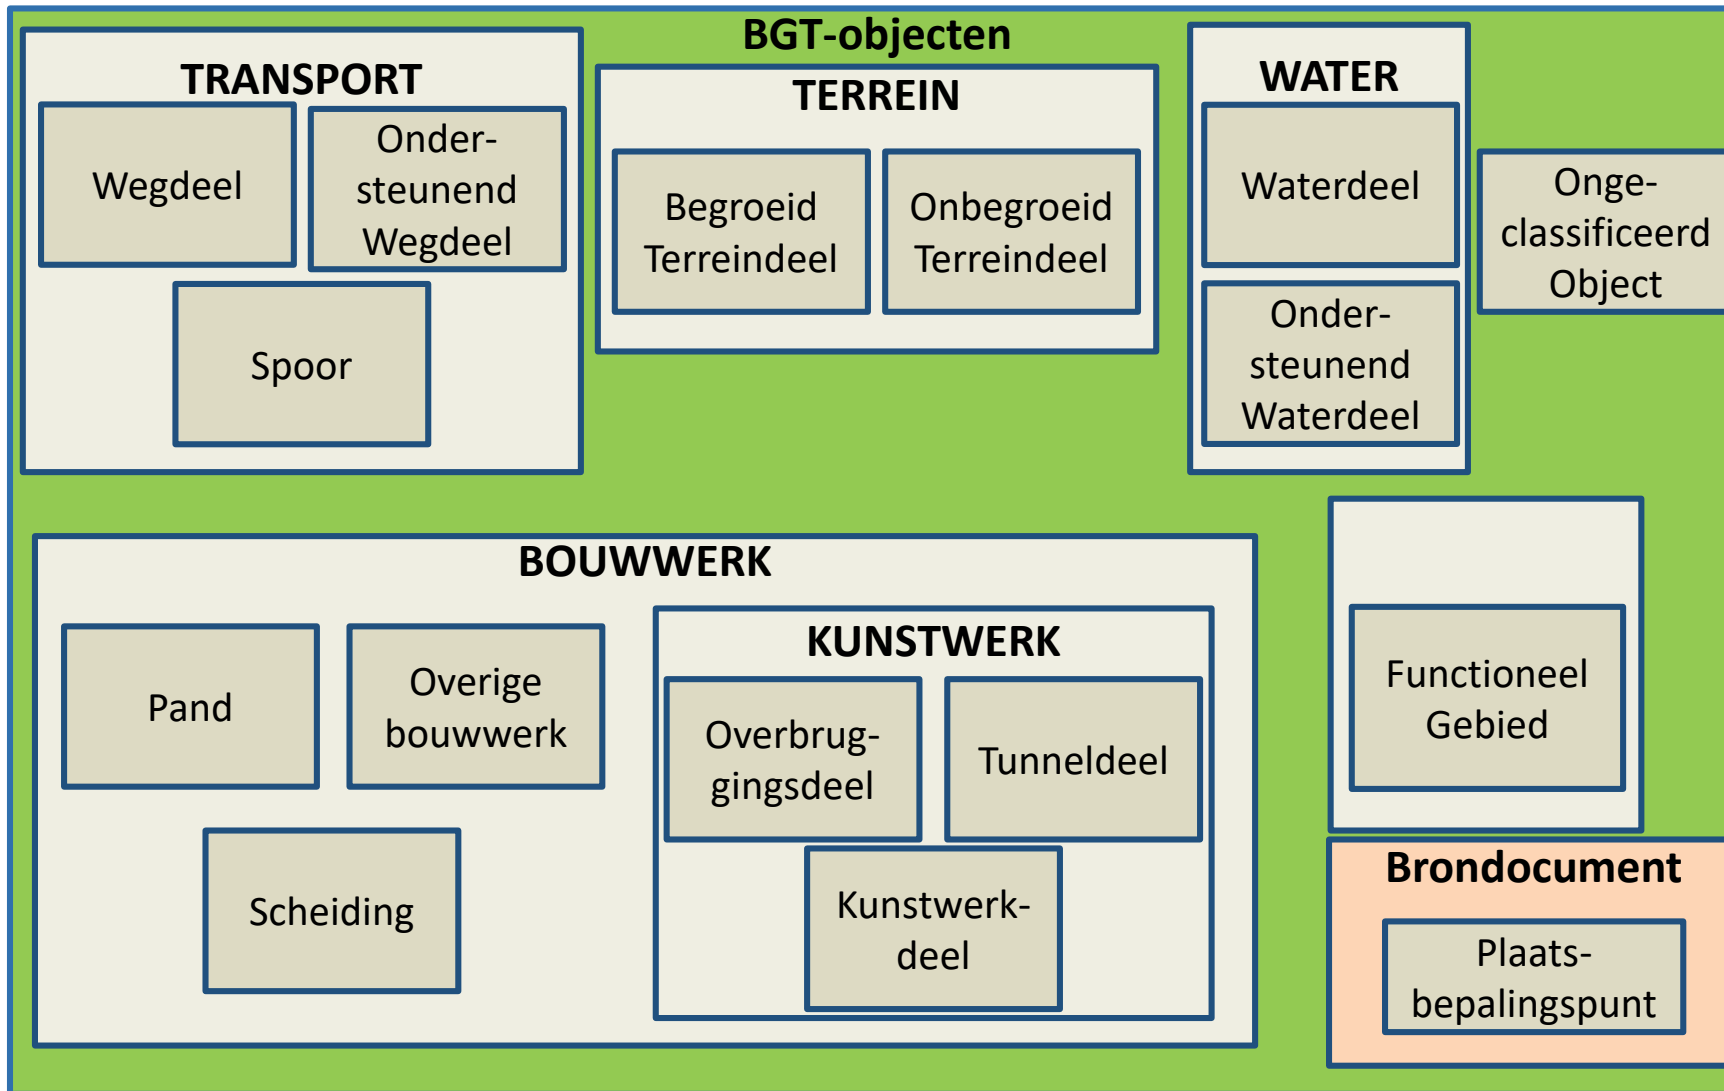 BGT-objecten
TRANSPORT
Wegdeel
Onder-
steunend
Wegdeel
Spoor
TERREIN
Begroeid
Terreindeel
Onbegroeid
Terreindeel
WATER
Waterdeel
Onder-
steunend
Waterdeel
Onge-
classificeerd
Object
BOUWWERK
Pand
Overige
bouwwerk
Scheiding
KUNSTWERK
Overbrug-
gingsdeel
Tunneldeel
Kunstwerk-
deel
Functioneel
Gebied
Brondocument
Plaats-
bepalingspunt